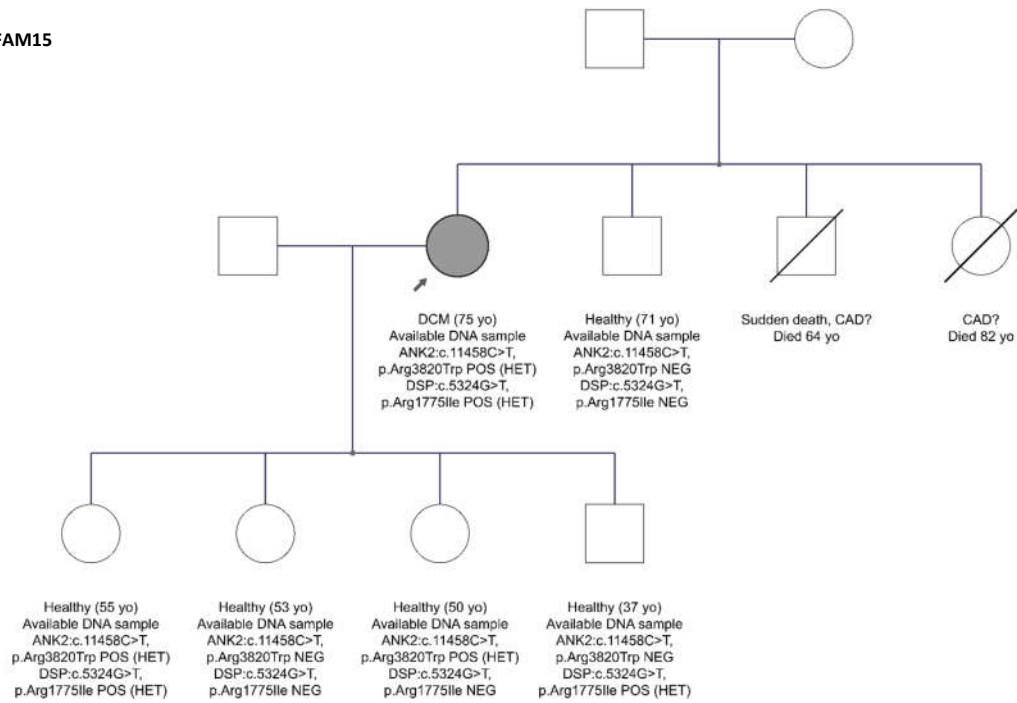 FAM15
DCM (75 yo)
Available DNA sample
ANK2:c.11458C>T,
p.Arg3820Trp POS (HET)
DSP:c.5324G>T,
p.Arg1775Ile POS (HET)
Healthy (71 yo)
Available DNA sample
ANK2:c.11458C>T,
p.Arg3820Trp NEG
DSP:c.5324G>T,
p.Arg1775Ile NEG
Sudden death, CAD?
Died 64 yo
CAD?
Died 82 yo
Healthy (55 yo)
Available DNA sample
ANK2:c.11458C>T,
p.Arg3820Trp POS (HET)
DSP:c.5324G>T,
p.Arg1775Ile POS (HET)
Healthy (53 yo)
Available DNA sample
ANK2:c.11458C>T,
p.Arg3820Trp NEG
DSP:c.5324G>T,
p.Arg1775Ile NEG
Healthy (50 yo)
Available DNA sample
ANK2:c.11458C>T,
p.Arg3820Trp POS (HET)
DSP:c.5324G>T,
p.Arg1775Ile NEG
Healthy (37 yo)
Available DNA sample
ANK2:c.11458C>T,
p.Arg3820Trp NEG
DSP:c.5324G>T,
p.Arg1775Ile POS (HET)